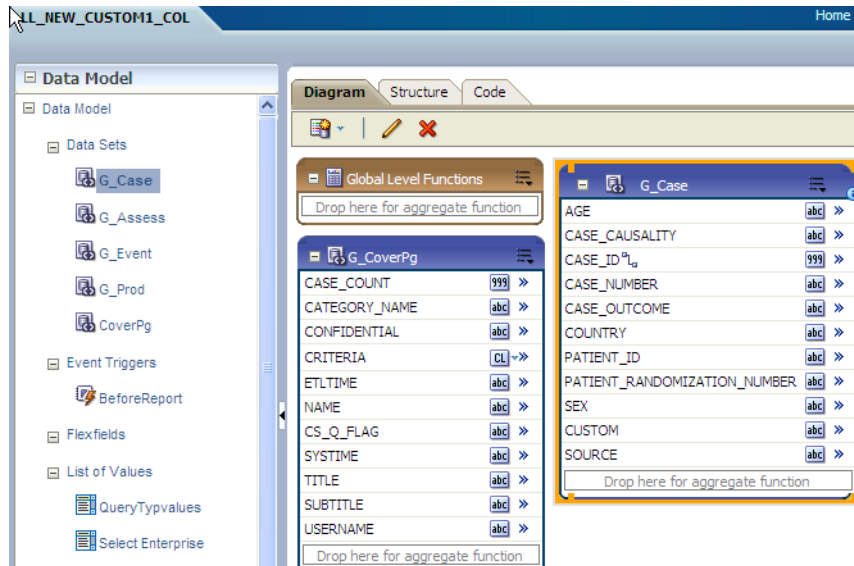 LL_NEW_CUSTOM1_COL
Home
Data Model
Data Model
Data Sets
G_Case
G_Assess
G_Event
G_Prod
CoverPg
Event Triggers
BeforeReport
Flexfields
List of Values
QueryTypvalues
Select Enterprise
Diagram Structure Code
Global Level Functions
Drop here for aggregate function
G_CoverPg
CASE_COUNT 999
CATEGORY_NAME abc
CONFIDENTIAL abc
CRITERIA CL
ETLTIME abc
NAME abc
CS_Q_FLAG abc
SYSTIME abc
TITLE abc
SUBTITLE abc
USERNAME abc
Drop here for aggregate function
G_Case
AGE abc
CASE_CAUSALITY abc
CASE_ID 999
CASE_NUMBER abc
CASE_OUTCOME abc
COUNTRY abc
PATIENT_ID abc
PATIENT_RANDOMIZATION_NUMBER abc
SEX abc
CUSTOM abc
SOURCE abc
Drop here for aggregate function